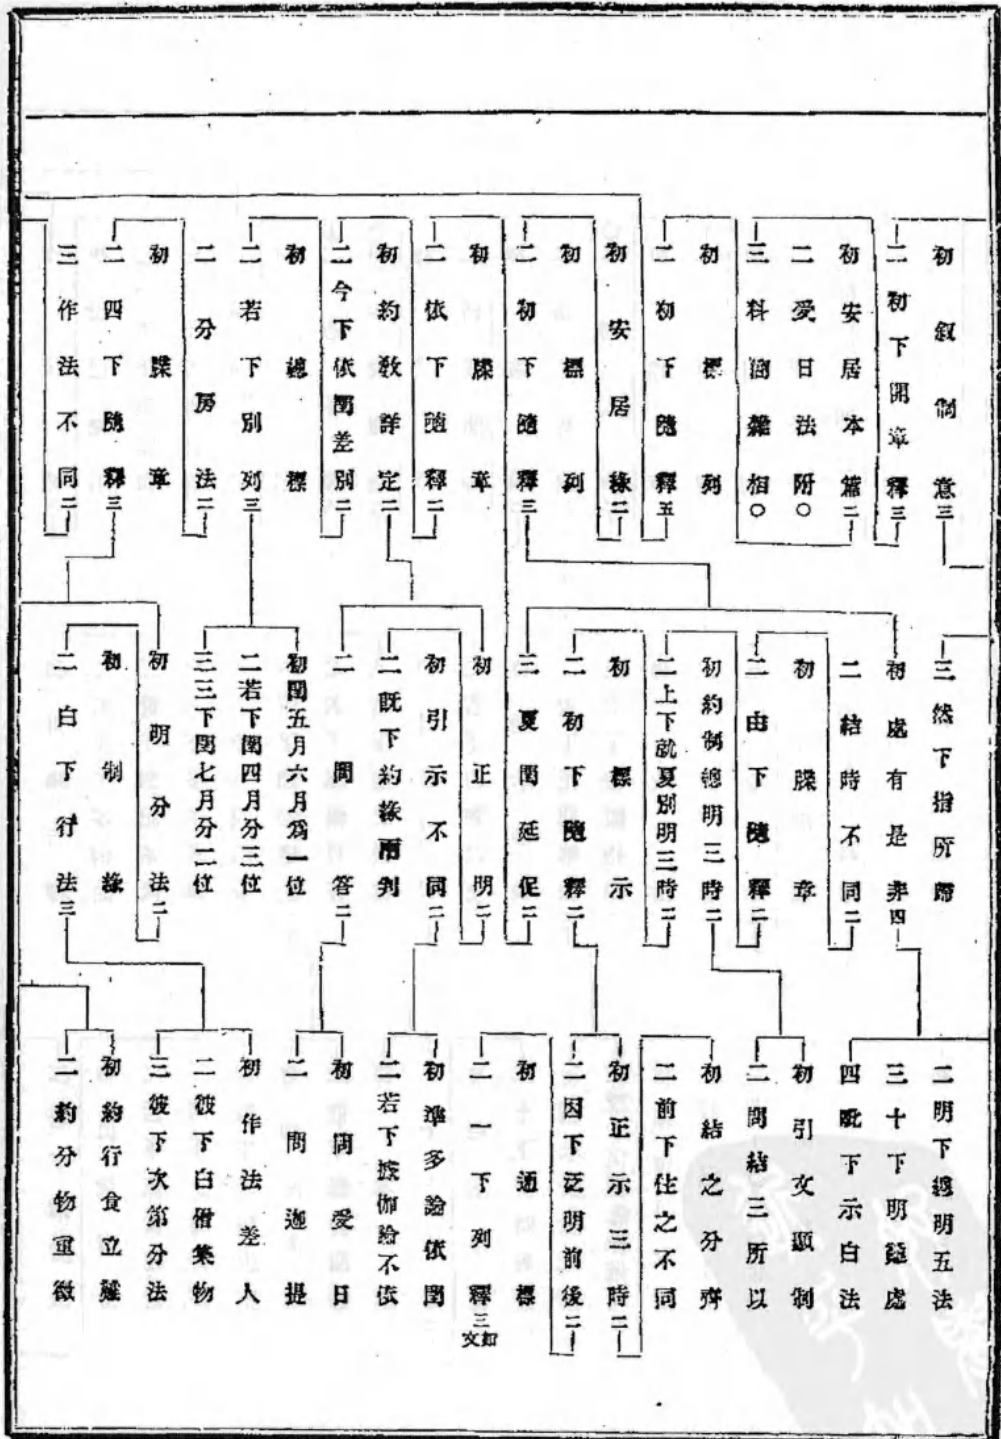 初叙制意三
二初下開章釋三
初安居本篇二
二受日法附○
三料簡雜相○
初標列
二初下隨釋五
初安居緣二
初標列
二初下隨釋三
初牒章
二依下隨釋二
初約教詳定二
二今下依閏差別二
初總標
二若下別列三
二分房法二
初牒章
二四下隨釋三
三作法不同二
三然下指所歸
初處有是非四
二結時不同二
初牒章
二由下隨釋二
初約制總明三時二
二上下就夏別明三時二
初標示
二初下隨釋二
三夏閏延促二
初正明二
初引示不同二
二既下約緣兩判
二問答二
初閏五月六月為一位
二若下閏四月分三位
三三下閏七月分二位
初明分法二
初制緣
二白下行法三
二明下總明五法
三十下明隨處
四毗下示白法
初引文顯制
二問結三所以
初結之分齊
二前下住之不同
初正示三時二
二因下泛明前後二
初通標
二一下列釋三 如文
初準多論依閏
二若下婆伽論不依
初問受日
二問迦提
初作法差人
二彼下白僧集物
三彼下次第分法
初約行食立雖
二約分物重徵